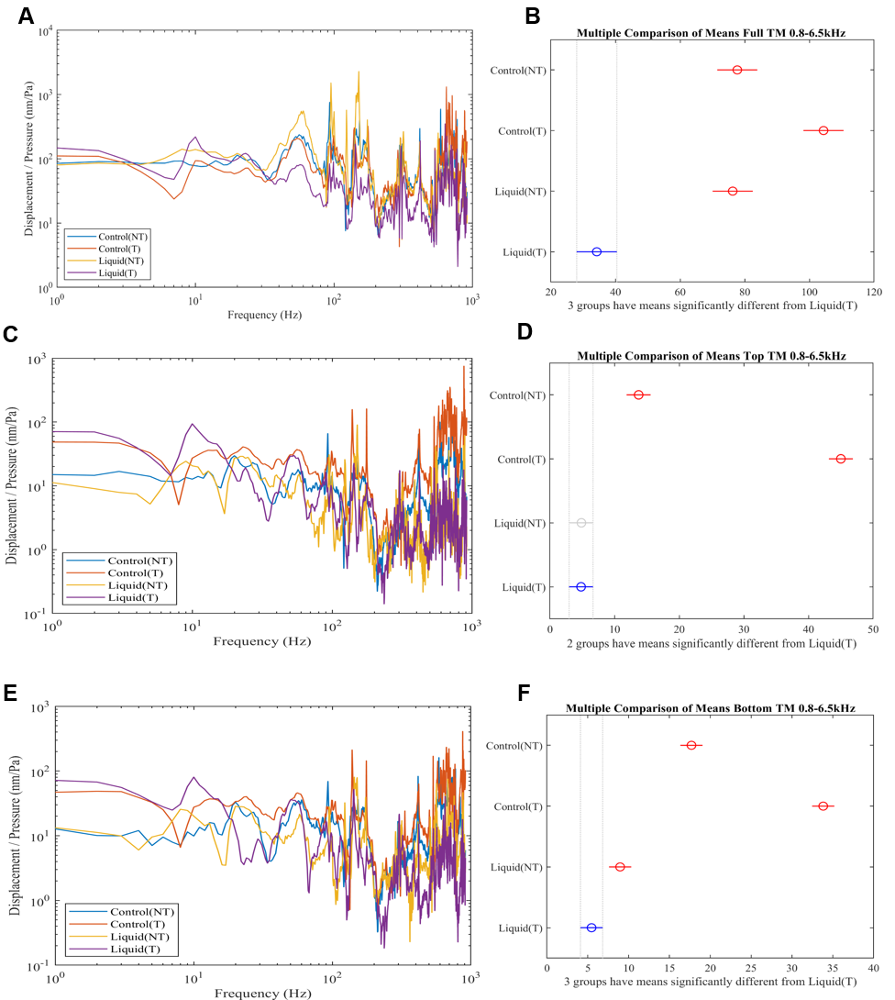 A
10^4
10^3
10^2
10^1
10^0
10^0 10^1 10^2 10^3
Displacement / Pressure (nm/Pa)
Frequency (Hz)
Control(NT)
Control(T)
Liquid(NT)
Liquid(T)
B
Multiple Comparison of Means Full TM 0.8-6.5kHz
Control(NT)
Control(T)
Liquid(NT)
Liquid(T)
20 40 60 80 100 120
3 groups have means significantly different from Liquid(T)
C
10^3
10^2
10^1
10^0
10^-1
10^0 10^1 10^2 10^3
Displacement / Pressure (nm/Pa)
Frequency (Hz)
Control(NT)
Control(T)
Liquid(NT)
Liquid(T)
D
Multiple Comparison of Means Top TM 0.8-6.5kHz
Control(NT)
Control(T)
Liquid(NT)
Liquid(T)
0 10 20 30 40 50
2 groups have means significantly different from Liquid(T)
E
10^3
10^2
10^1
10^0
10^-1
10^0 10^1 10^2 10^3
Displacement / Pressure (nm/Pa)
Frequency (Hz)
Control(NT)
Control(T)
Liquid(NT)
Liquid(T)
F
Multiple Comparison of Means Bottom TM 0.8-6.5kHz
Control(NT)
Control(T)
Liquid(NT)
Liquid(T)
0 5 10 15 20 25 30 35 40
3 groups have means significantly different from Liquid(T)